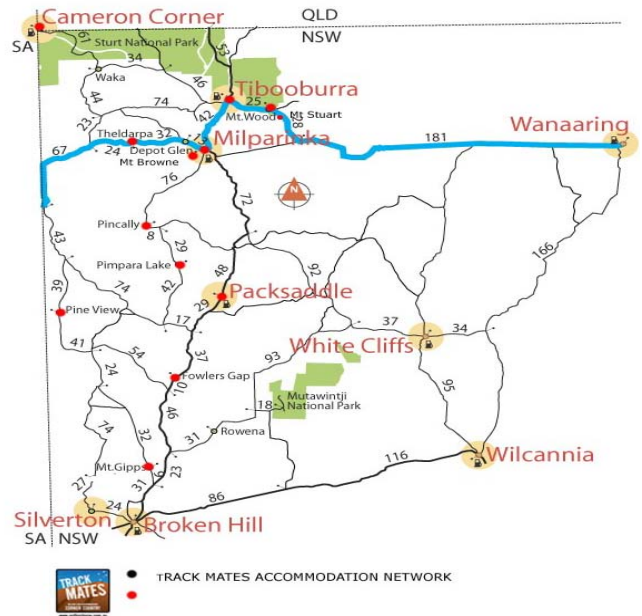 Cameron Corner
QLD
NSW
SA
61
Sturt National Park
53
34
Waka
46
44
Tibooburra
74
25
42
Mt.Wood
Mt Stuart
23
Theldarpa
32
Milparinka
181
Wanaaring
67
24
Depot Glen
Mt Browne
76
72
N
Pincally
8
43
29
166
Pimpara Lake
92
48
42
39
74
Packsaddle
29
Pine View
17
37
34
White Cliffs
41
37
54
93
24
Fowlers Gap
10
95
Mutawintji
National Park
46
18
74
32
31
Rowena
Mt.Gipps
23
116
Wilcannia
27
31
86
24
Silverton
Broken Hill
SA
NSW
TRACK MATES ACCOMMODATION NETWORK
TRACK
MATES
CORNER COUNTRY